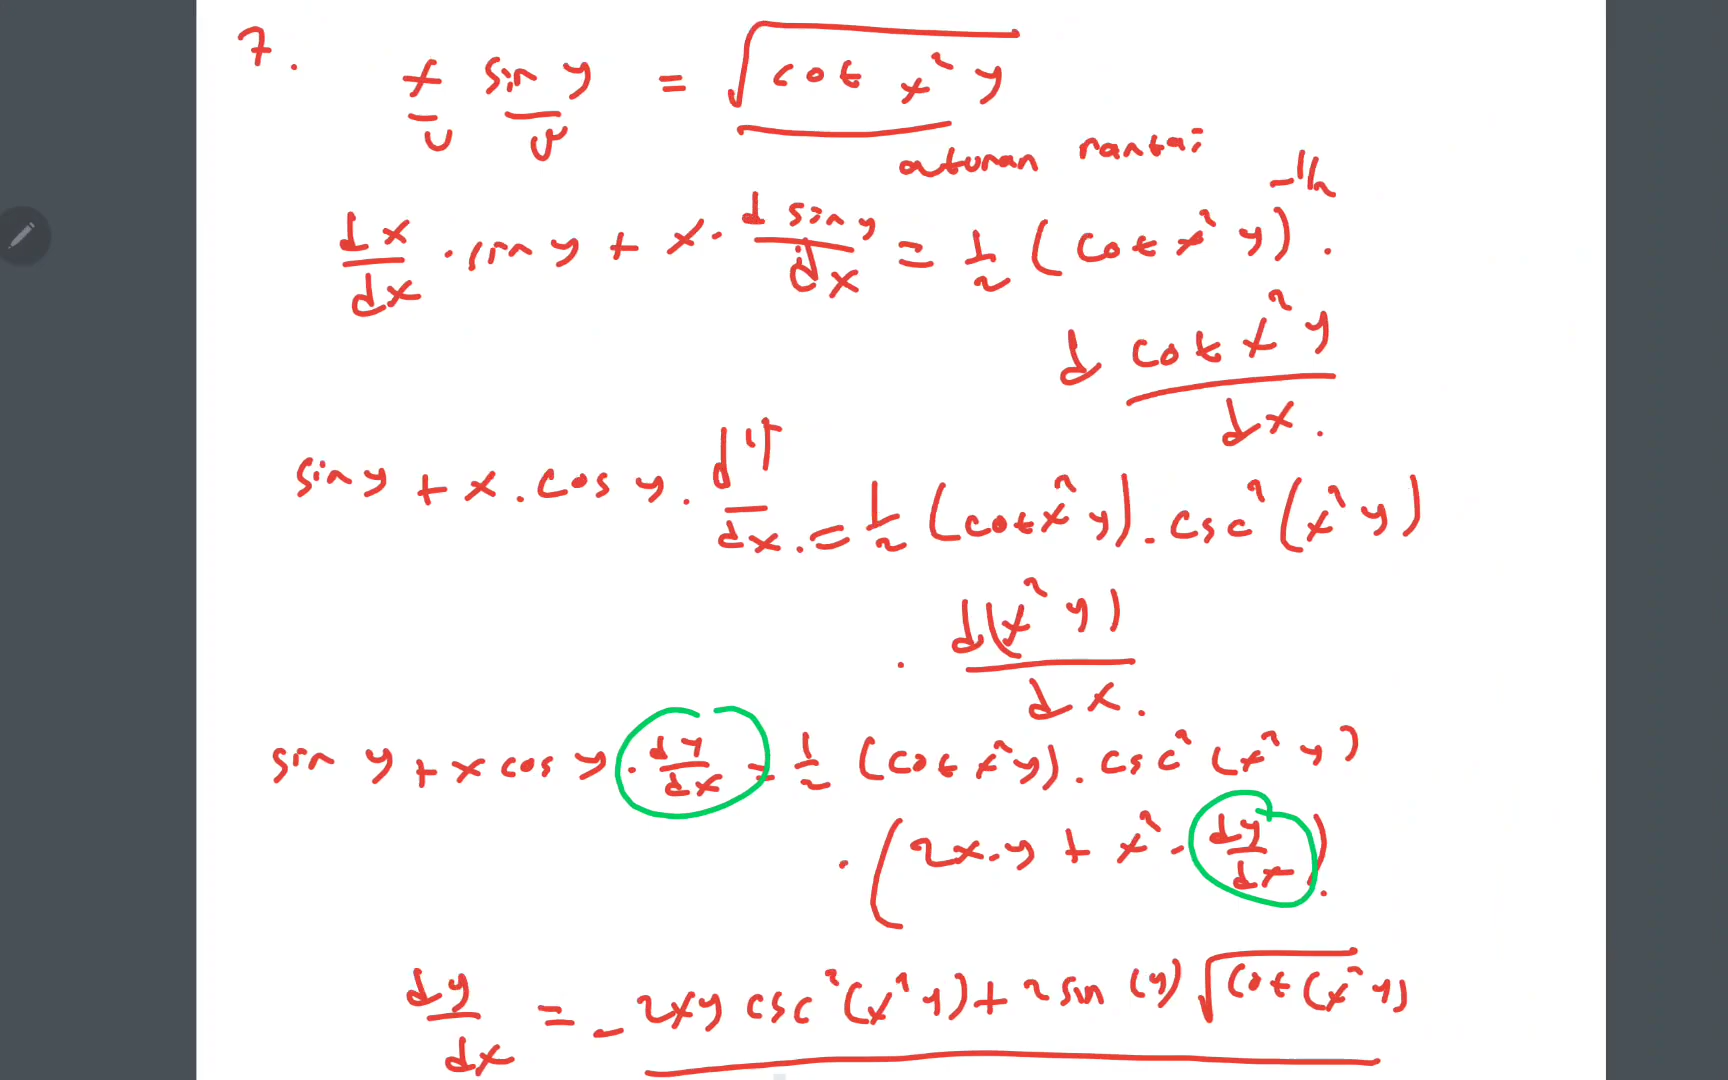 7. x sin y = √(cot x² y)
u v
aturan rantai
dx/dx · sin y + x · d sin y/dx = 1/2 (cot x² y)^(-1/2) ·
d cot x² y/dx.
sin y + x . cos y . dy/dx . = 1/2 (cot x² y) . csc² (x² y)
. d(x² y)/dx .
sin y + x cos y . dy/dx = 1/2 (cot x² y) . csc² (x² y)
. (2x.y + x² . dy/dx) .
dy/dx = - 2xy csc² (x² y) + 2 sin (y) √(cot (x² y)